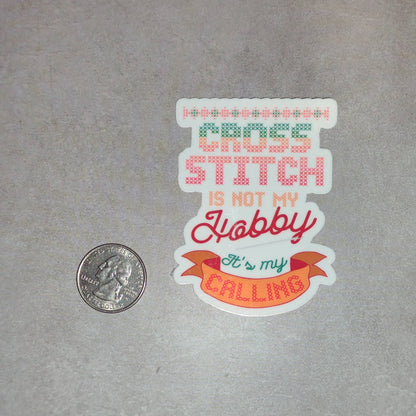 CROSS
STITCH
IS NOT MY
Hobby
It's my
CALLING